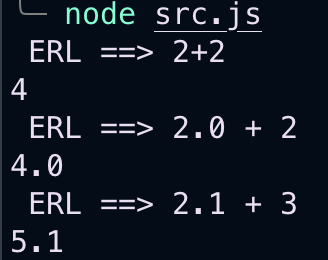 node src.js
ERL ==> 2+2
4
ERL ==> 2.0 + 2
4.0
ERL ==> 2.1 + 3
5.1